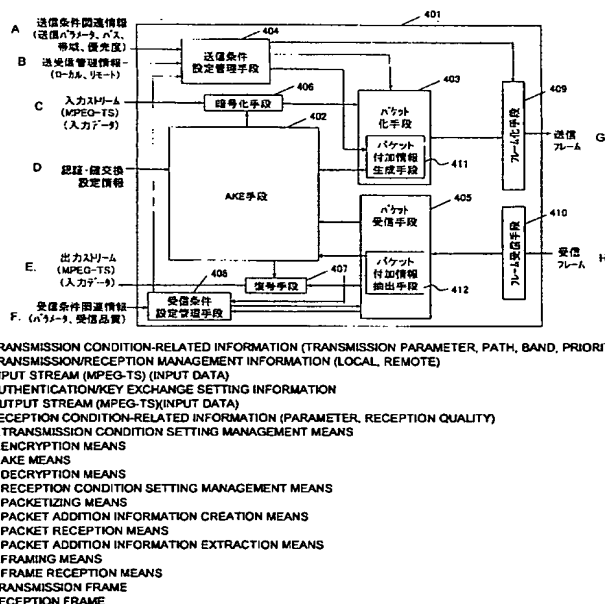 401
A 送信条件関連情報
(送信パラメータ、パス、
帯域、優先度)
B 送受信管理情報
(ローカル、リモート)
404
送信条件
設定管理手段
406
暗号化手段
C 入力ストリーム
(MPEG-TS)
(入力データ)
402
AKE手段
D 認証・鍵交換
設定情報
403
パケット
化手段
パケット
付加情報
生成手段
411
409
フレーム化手段
送信
フレーム
G
405
パケット
受信手段
パケット
付加情報
抽出手段
412
410
フレーム受信手段
受信
フレーム
H
E. 出力ストリーム
(MPEG-TS)
(入力データ)
407
復号手段
408
受信条件
設定管理手段
F. 受信条件関連情報
(パラメータ、受信品質)
RANSMISSION CONDITION-RELATED INFORMATION (TRANSMISSION PARAMETER, PATH, BAND, PRIORIT
RANSMISSION/RECEPTION MANAGEMENT INFORMATION (LOCAL, REMOTE)
IPUT STREAM (MPEG-TS) (INPUT DATA)
UTHENTICATION/KEY EXCHANGE SETTING INFORMATION
UTPUT STREAM (MPEG-TS)(INPUT DATA)
ECEPTION CONDITION-RELATED INFORMATION (PARAMETER, RECEPTION QUALITY)
TRANSMISSION CONDITION SETTING MANAGEMENT MEANS
ENCRYPTION MEANS
AKE MEANS
DECRYPTION MEANS
RECEPTION CONDITION SETTING MANAGEMENT MEANS
PACKETIZING MEANS
PACKET ADDITION INFORMATION CREATION MEANS
PACKET RECEPTION MEANS
PACKET ADDITION INFORMATION EXTRACTION MEANS
FRAMING MEANS
FRAME RECEPTION MEANS
RANSMISSION FRAME
ECEPTION FRAME